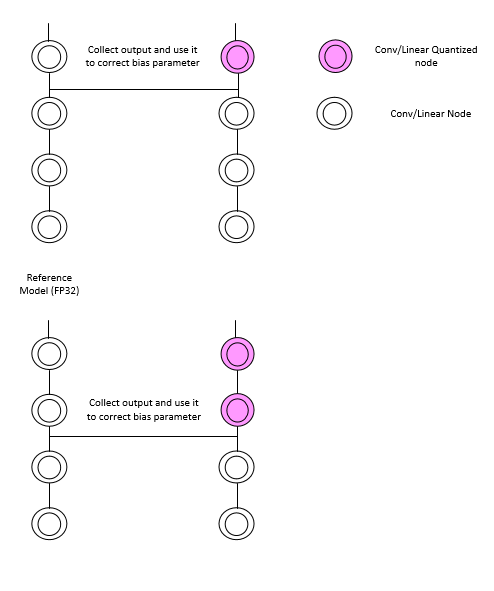 Collect output and use it
to correct bias parameter
Conv/Linear Quantized
node
Conv/Linear Node
Reference
Model (FP32)
Collect output and use it
to correct bias parameter